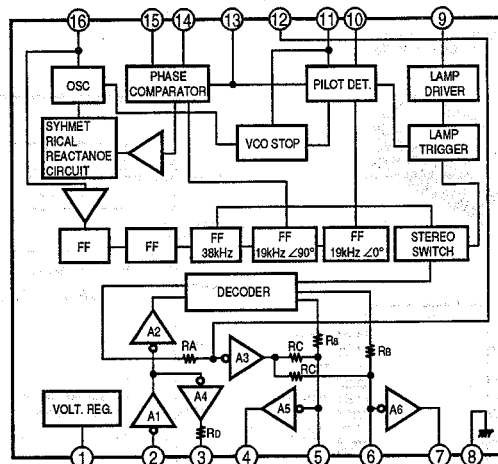 16 15 14 13 12 11 10 9
OSC
PHASE
COMPARATOR
PILOT DET.
LAMP
DRIVER
SYHMET
RICAL
REACTANOE
CIRCUIT
VCO STOP
LAMP
TRIGGER
FF
FF
FF
38kHz
FF
19kHz ∠90°
FF
19kHz ∠0°
STEREO
SWITCH
DECODER
A2
RA
A3
RC
RC
RB
RB
VOLT. REG.
A1
A4
RD
A5
A6
1 2 3 4 5 6 7 8